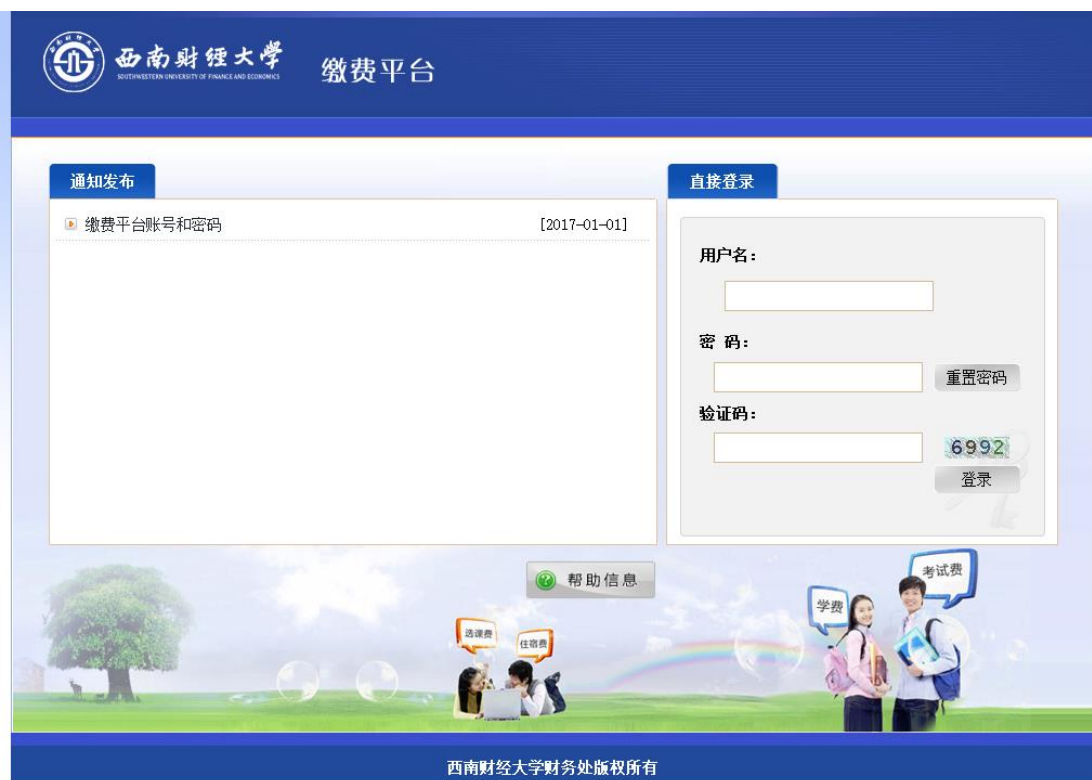 西南财经大学
SOUTHWESTERN UNIVERSITY OF FINANCE AND ECONOMICS
缴费平台
通知发布
缴费平台账号和密码 [2017-01-01]
直接登录
用户名：
密 码：
重置密码
验证码：
6992
登录
帮助信息
选课费
住宿费
学费
考试费
西南财经大学财务处版权所有